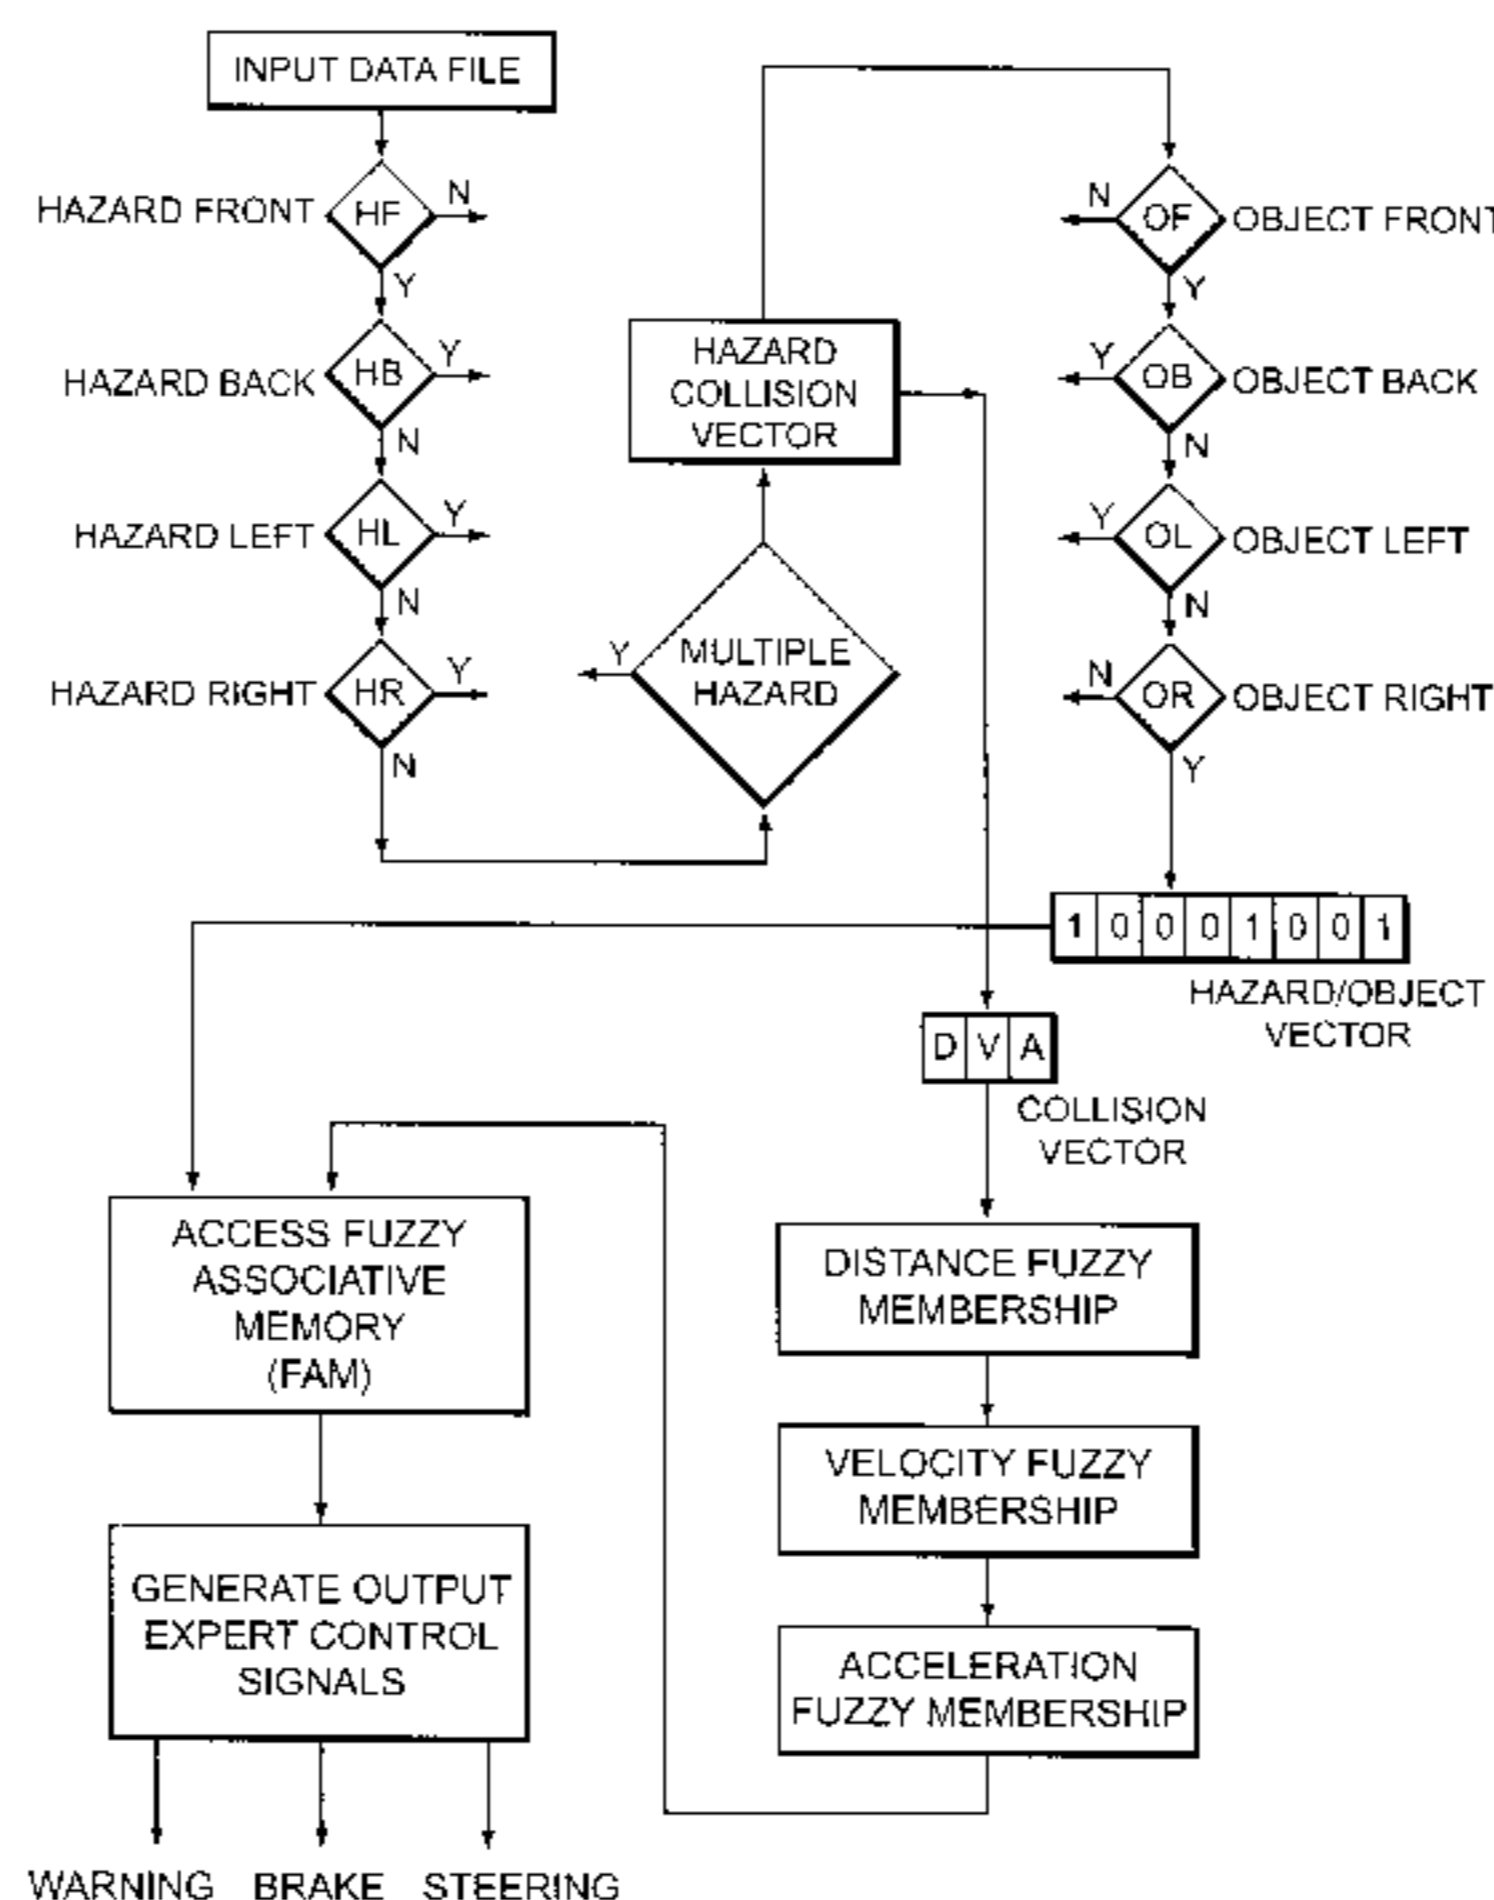 INPUT DATA FILE
HAZARD FRONT
HF
N
Y
HAZARD BACK
HB
Y
N
HAZARD LEFT
HL
Y
N
HAZARD RIGHT
HR
Y
N
MULTIPLE
HAZARD
Y
HAZARD
COLLISION
VECTOR
N
OF
OBJECT FRONT
Y
Y
OB
OBJECT BACK
N
Y
OL
OBJECT LEFT
N
N
OR
OBJECT RIGHT
Y
1 0 0 0 1 0 0 1
HAZARD/OBJECT
VECTOR
D V A
COLLISION
VECTOR
DISTANCE FUZZY
MEMBERSHIP
VELOCITY FUZZY
MEMBERSHIP
ACCELERATION
FUZZY MEMBERSHIP
ACCESS FUZZY
ASSOCIATIVE
MEMORY
(FAM)
GENERATE OUTPUT
EXPERT CONTROL
SIGNALS
WARNING
BRAKE
STEERING